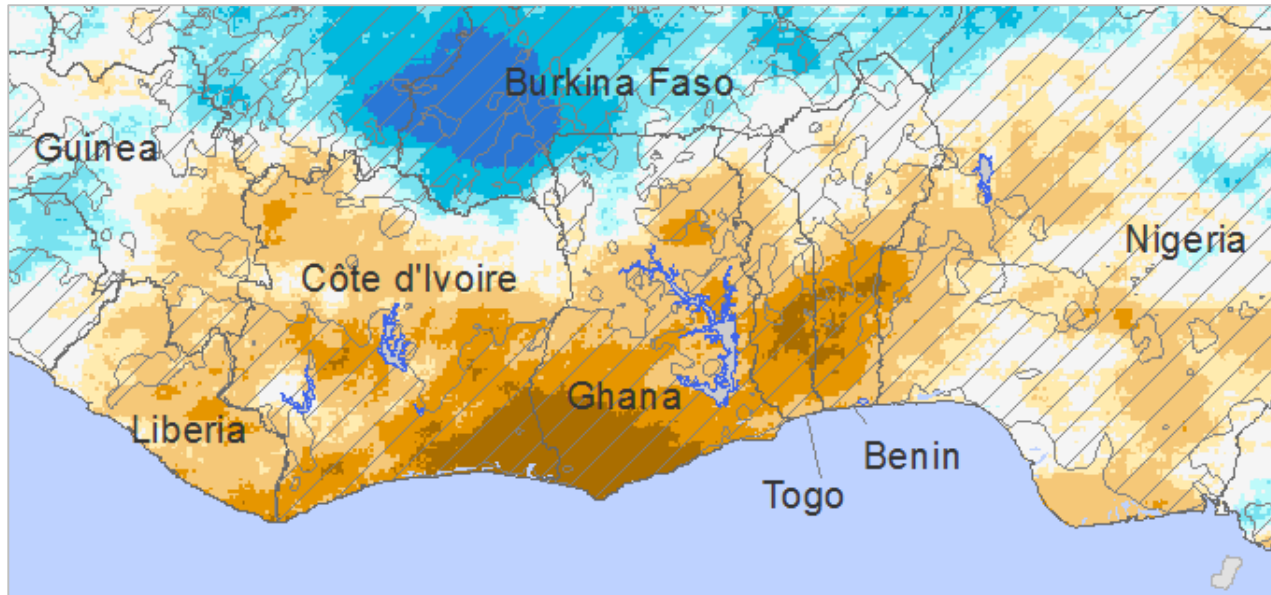 Burkina Faso
Guinea
Nigeria
Côte d'Ivoire
Ghana
Liberia
Benin
Togo